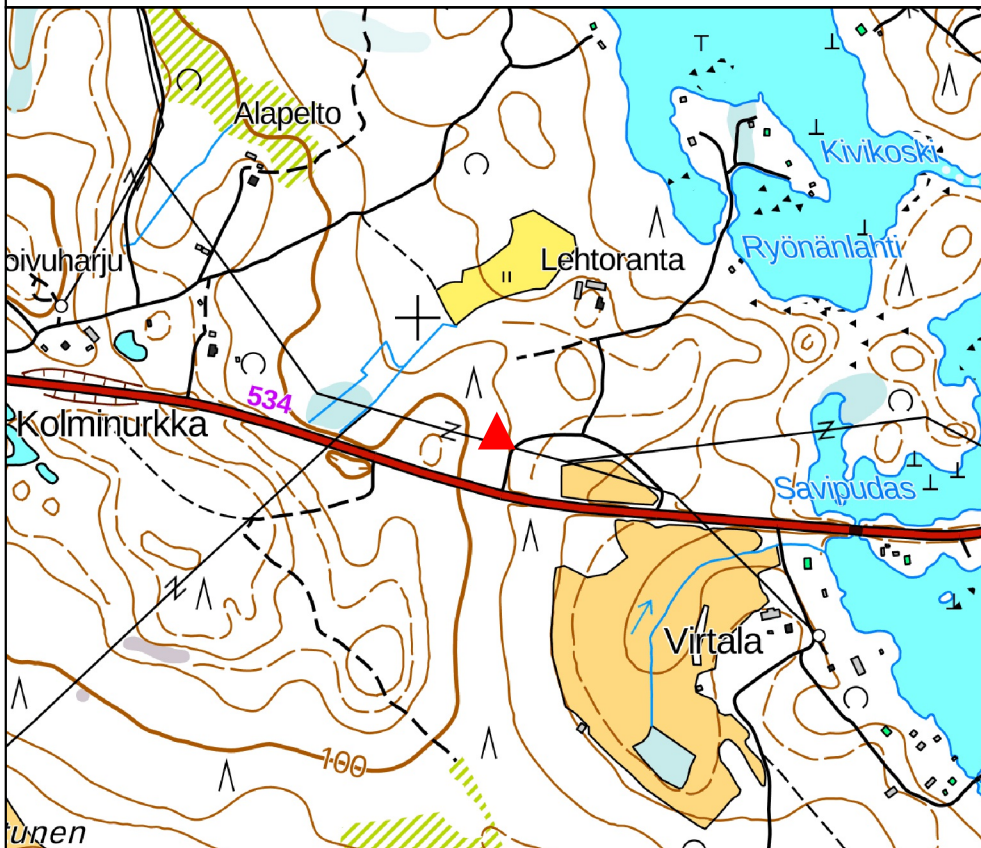 Alapelto
Kivikoski
Ryönänlahti
Lehtoranta
oivuharju
534
Kolminurkka
Savipudas
Virtala
100
tunen